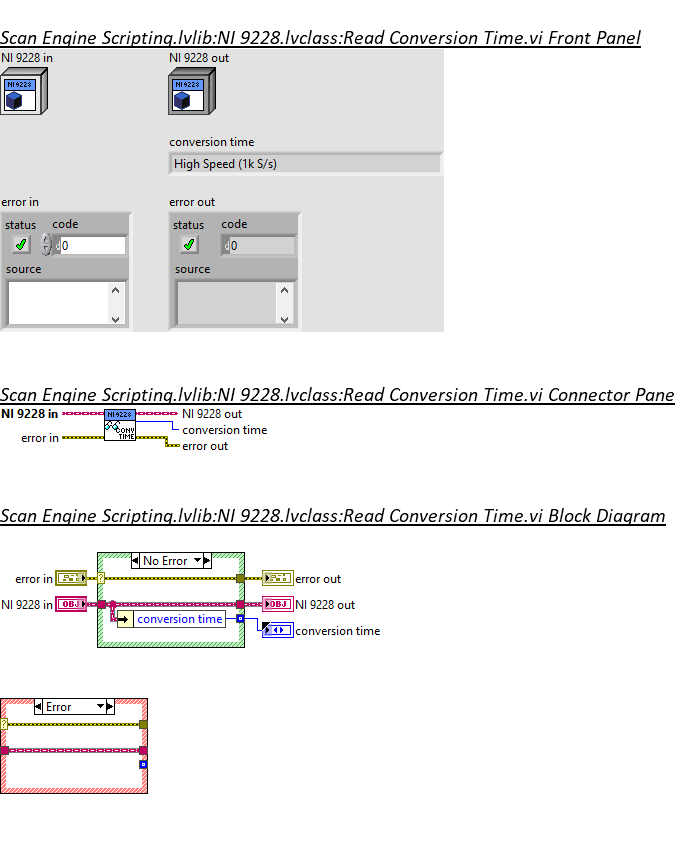 Scan Engine Scripting.lvlib:NI 9228.lvclass:Read Conversion Time.vi Front Panel
NI 9228 in
NI 9228 out
NI 9228
NI 9228
conversion time
High Speed (1k S/s)
error in
error out
status
code
status
code
d
0
d
0
source
source
Scan Engine Scripting.lvlib:NI 9228.lvclass:Read Conversion Time.vi Connector Pane
NI 9228 in
NI 9228
NI 9228 out
CONV
TIME
conversion time
error in
error out
Scan Engine Scripting.lvlib:NI 9228.lvclass:Read Conversion Time.vi Block Diagram
No Error
error in
?
error out
NI 9228 in
OBJ
OBJ
NI 9228 out
conversion time
conversion time
Error
?